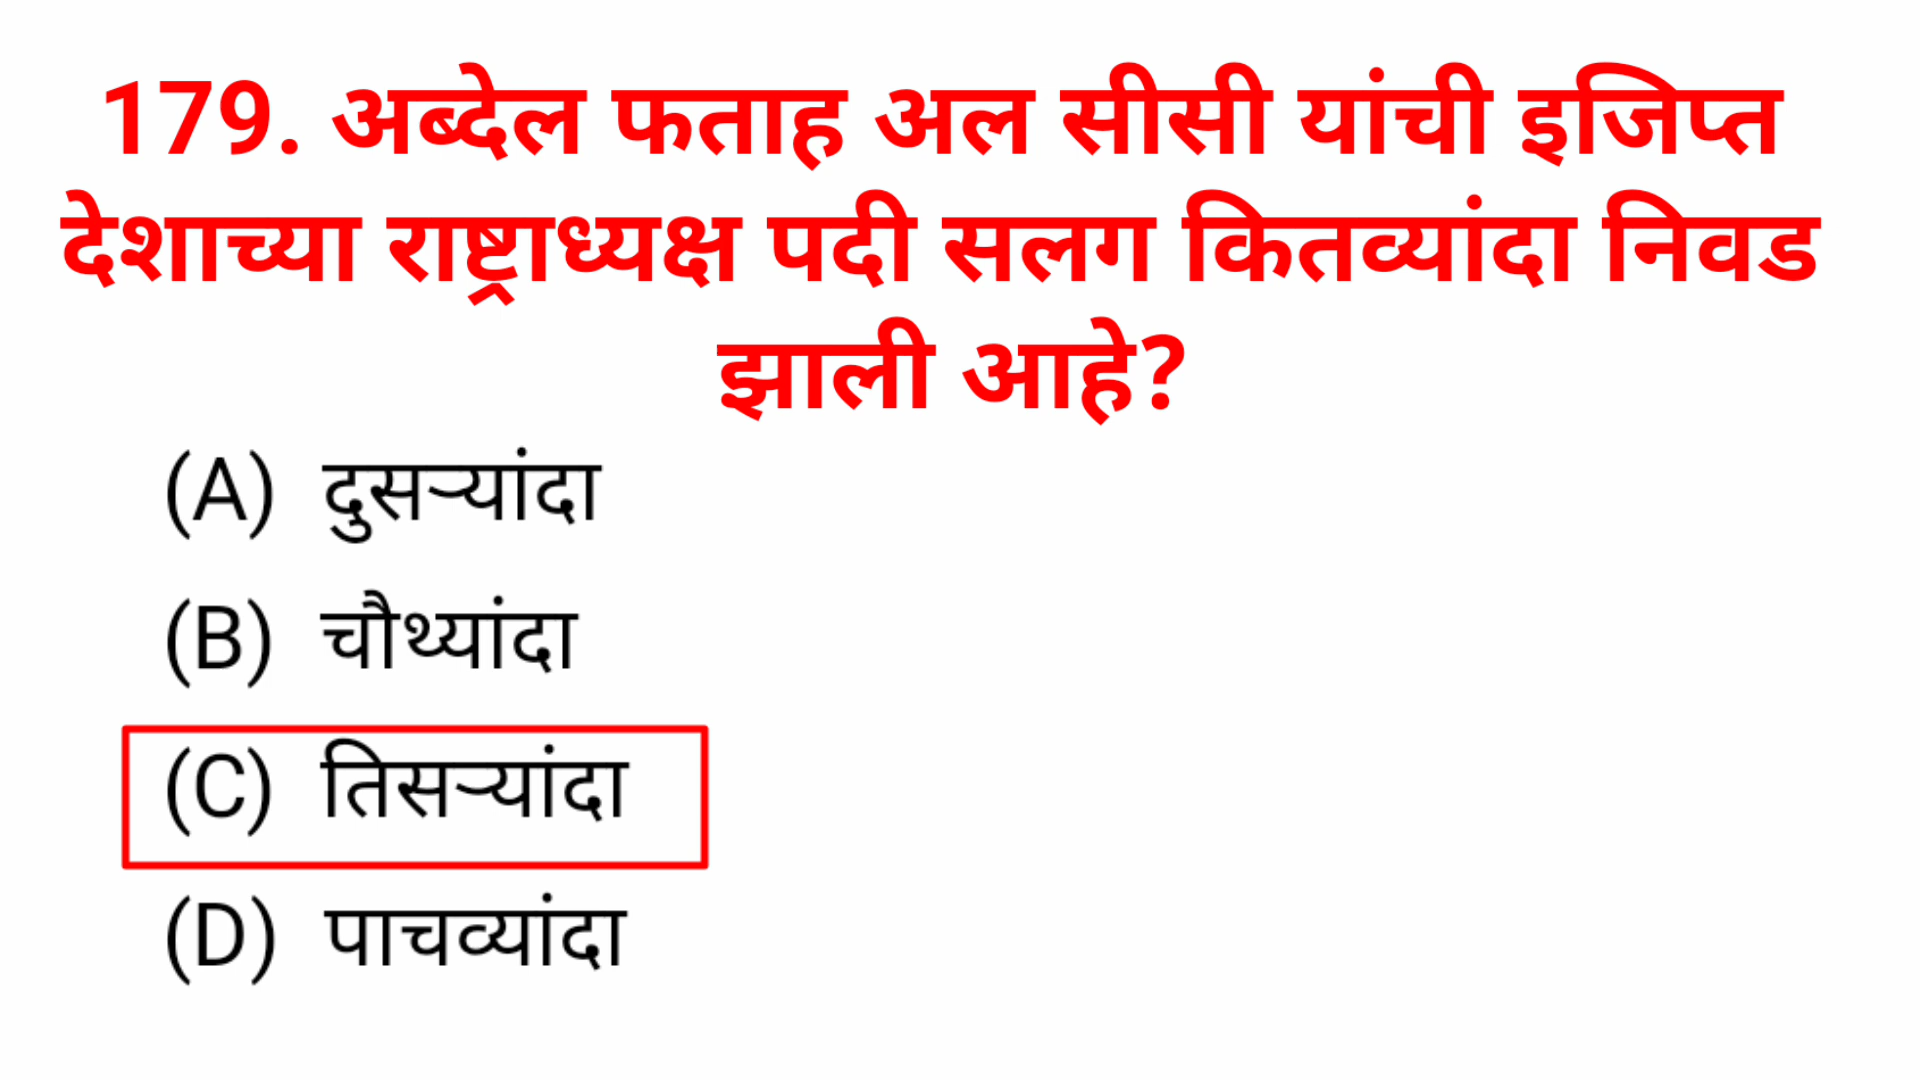 179. अब्देल फताह अल सीसी यांची इजिप्त
देशाच्या राष्ट्राध्यक्ष पदी सलग कितव्यांदा निवड
झाली आहे?
(A) दुसऱ्यांदा
(B) चौथ्यांदा
(C) तिसऱ्यांदा
(D) पाचव्यांदा